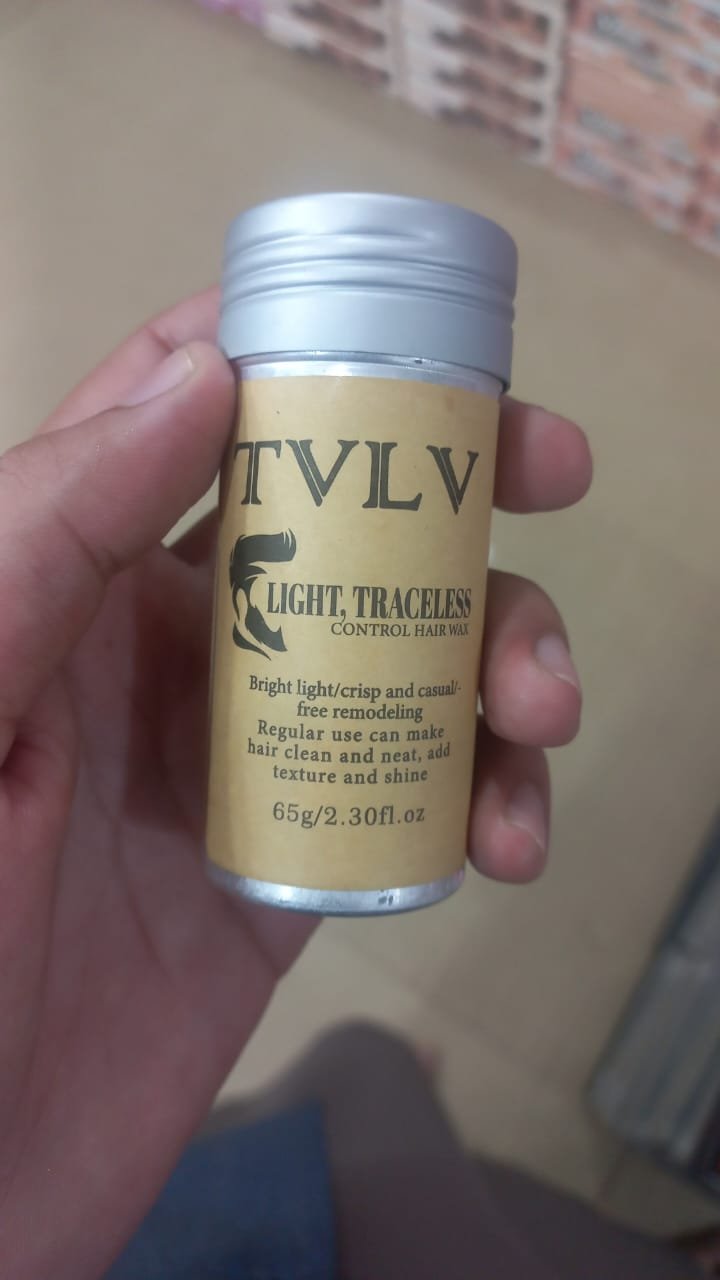 TVLV
LIGHT, TRACELESS
CONTROL HAIR WAX
Bright light/crisp and casual/-
free remodeling
Regular use can make
hair clean and neat, add
texture and shine
65g/2.30fl.oz